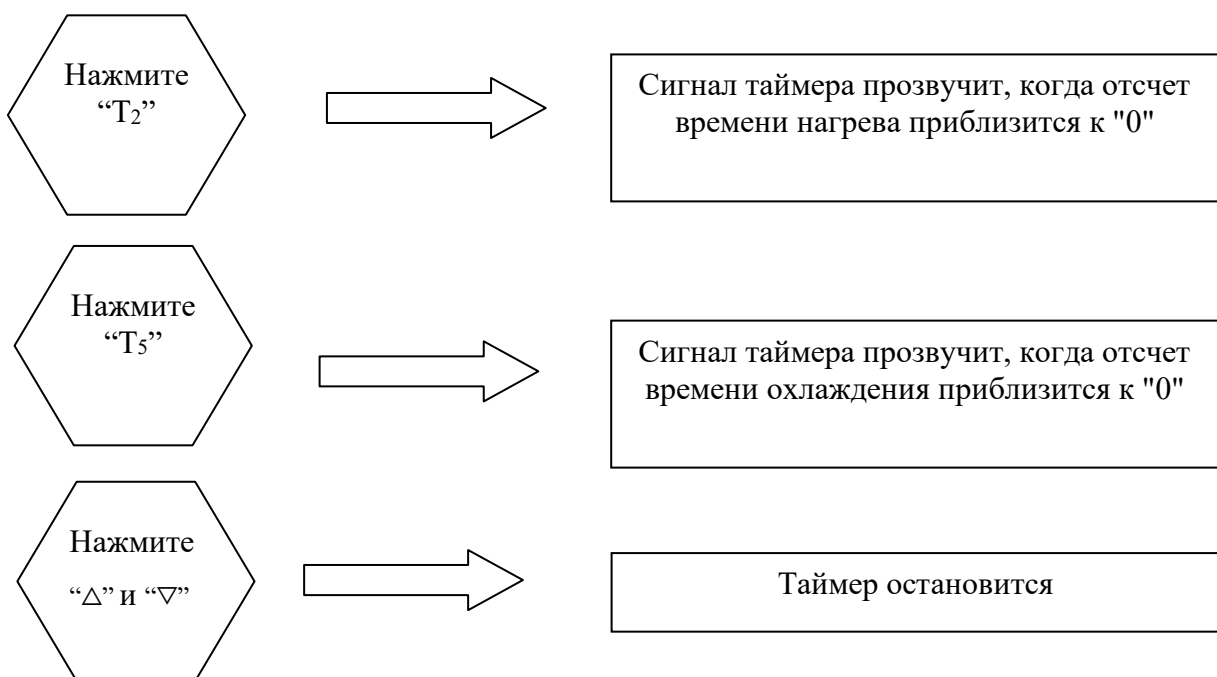 Нажмите
“T₂”
Сигнал таймера прозвучит, когда отсчет
времени нагрева приблизится к "0"
Нажмите
“T₅”
Сигнал таймера прозвучит, когда отсчет
времени охлаждения приблизится к "0"
Нажмите
“△” и “▽”
Таймер остановится